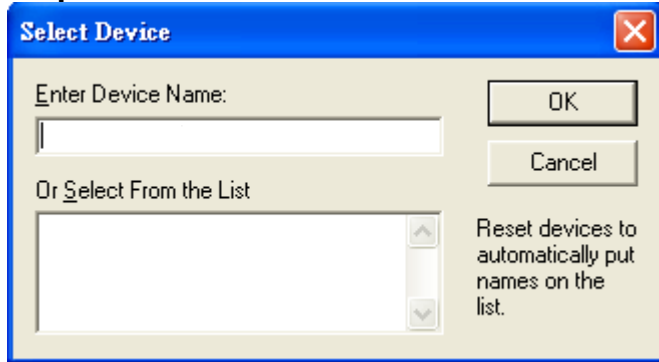 Select Device
Enter Device Name:
OK
Cancel
Or Select From the List
Reset devices to
automatically put
names on the
list.